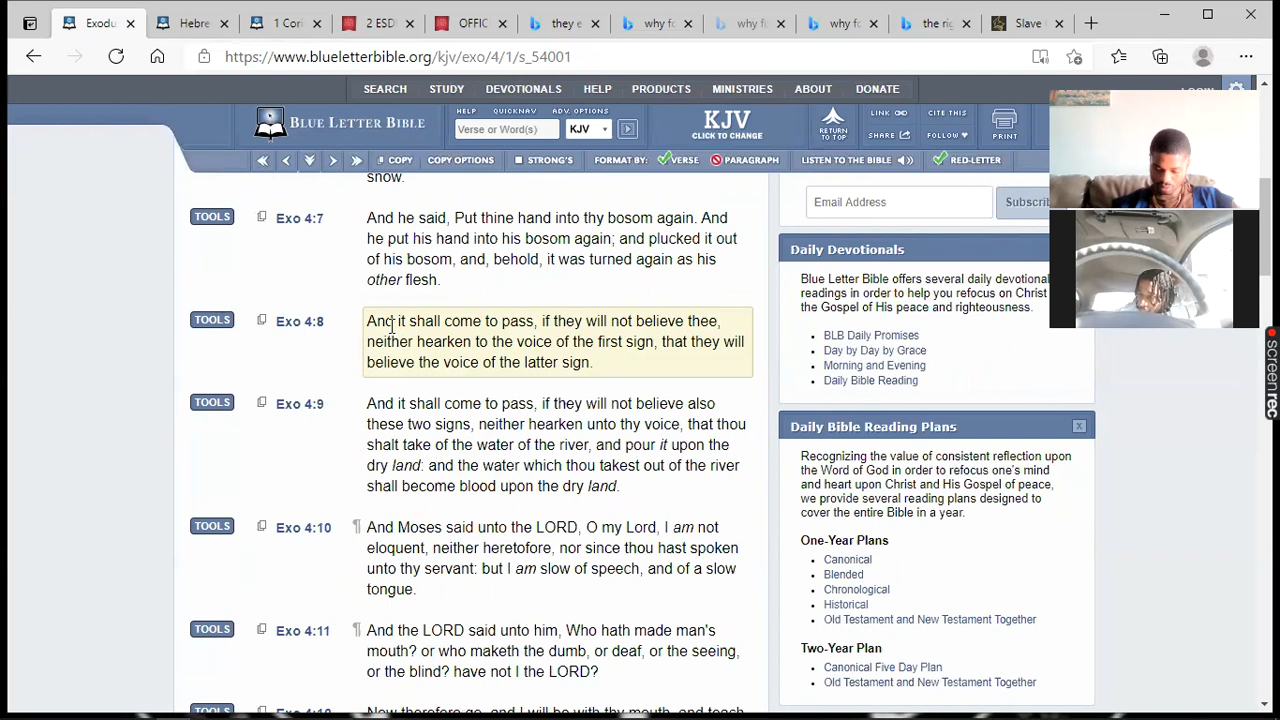 Exodu
Hebre
1 Cori
2 ESD
OFFIC
they e
why fo
why fo
why fo
the rig
Slave
https://www.blueletterbible.org/kjv/exo/4/1/s_54001
SEARCH STUDY DEVOTIONALS HELP PRODUCTS MINISTRIES ABOUT DONATE
BLUE LETTER BIBLE
HELP QUICKNAV ADV. OPTIONS
Verse or Word(s) KJV
KJV
CLICK TO CHANGE
RETURN
TO TOP
LINK CITE THIS
SHARE FOLLOW
PRINT
COPY COPY OPTIONS STRONG'S FORMAT BY: VERSE PARAGRAPH LISTEN TO THE BIBLE RED-LETTER
snow.
TOOLS Exo 4:7 And he said, Put thine hand into thy bosom again. And
he put his hand into his bosom again; and plucked it out
of his bosom, and, behold, it was turned again as his
other flesh.
TOOLS Exo 4:8 And it shall come to pass, if they will not believe thee,
neither hearken to the voice of the first sign, that they will
believe the voice of the latter sign.
TOOLS Exo 4:9 And it shall come to pass, if they will not believe also
these two signs, neither hearken unto thy voice, that thou
shalt take of the water of the river, and pour it upon the
dry land: and the water which thou takest out of the river
shall become blood upon the dry land.
TOOLS Exo 4:10 ¶ And Moses said unto the LORD, O my Lord, I am not
eloquent, neither heretofore, nor since thou hast spoken
unto thy servant: but I am slow of speech, and of a slow
tongue.
TOOLS Exo 4:11 ¶ And the LORD said unto him, Who hath made man's
mouth? or who maketh the dumb, or deaf, or the seeing,
or the blind? have not I the LORD?
Now therefore go, and I will be with thy mouth, and teach
Email Address Subscrib
Daily Devotionals
Blue Letter Bible offers several daily devotional
readings in order to help you refocus on Christ
the Gospel of His peace and righteousness.
• BLB Daily Promises
• Day by Day by Grace
• Morning and Evening
• Daily Bible Reading
Daily Bible Reading Plans x
Recognizing the value of consistent reflection upon
the Word of God in order to refocus one's mind
and heart upon Christ and His Gospel of peace,
we provide several reading plans designed to
cover the entire Bible in a year.
One-Year Plans
• Canonical
• Blended
• Chronological
• Historical
• Old Testament and New Testament Together
Two-Year Plan
• Canonical Five Day Plan
• Old Testament and New Testament Together
screenrec